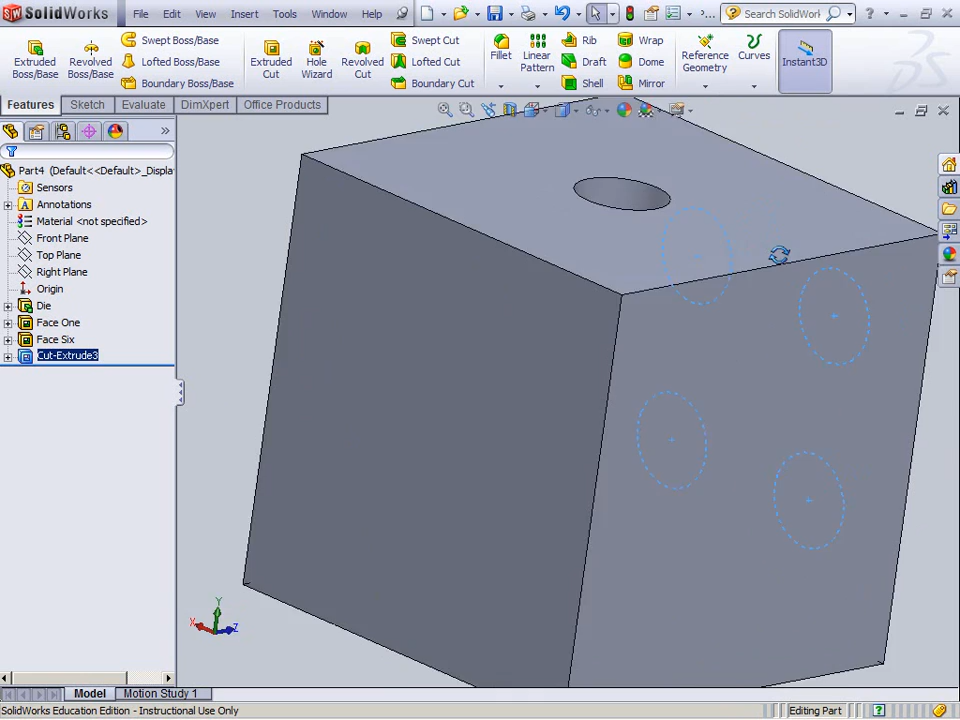 SolidWorks File Edit View Insert Tools Window Help ... Search SolidWork ?
Extruded Boss/Base
Revolved Boss/Base
Swept Boss/Base
Lofted Boss/Base
Boundary Boss/Base
Extruded Cut
Hole Wizard
Revolved Cut
Swept Cut
Lofted Cut
Boundary Cut
Fillet
Linear Pattern
Rib
Draft
Shell
Wrap
Dome
Mirror
Reference Geometry
Curves
Instant3D
Features Sketch Evaluate DimXpert Office Products
Part4 (Default<<Default>_Displa
Sensors
Annotations
Material <not specified>
Front Plane
Top Plane
Right Plane
Origin
Die
Face One
Face Six
Cut-Extrude3
Y
X Z
Model Motion Study 1
SolidWorks Education Edition - Instructional Use Only Editing Part